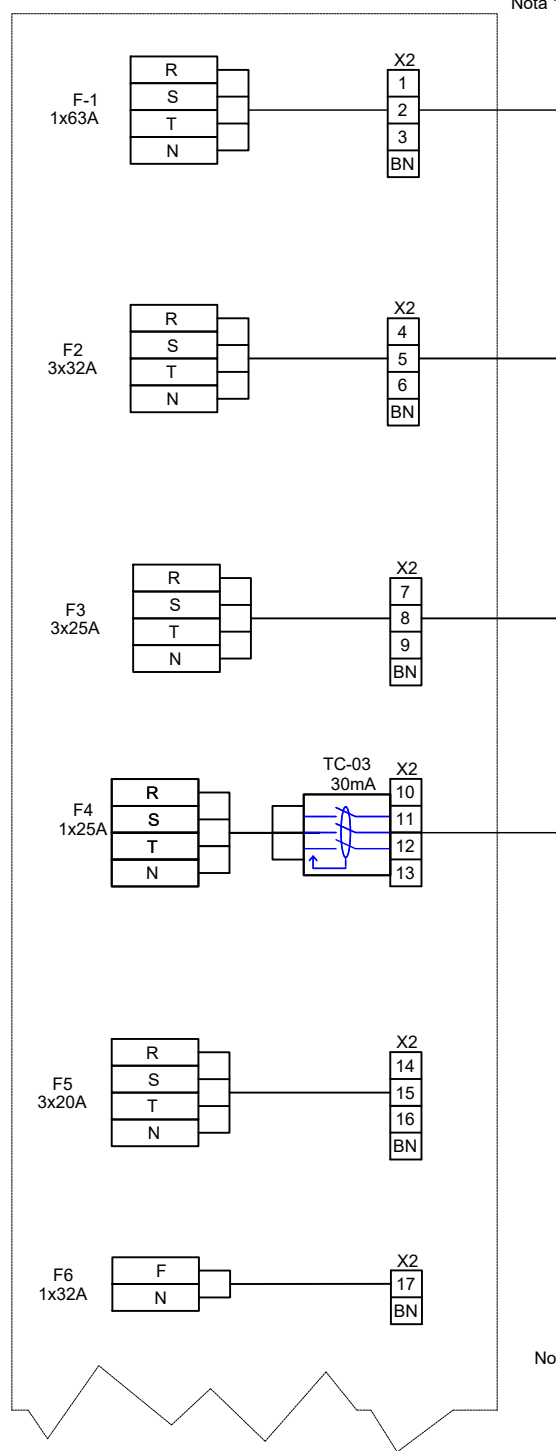 Nota
F-1
1x63A
R
S
T
N
X2
1
2
3
BN
F2
3x32A
R
S
T
N
X2
4
5
6
BN
F3
3x25A
R
S
T
N
X2
7
8
9
BN
F4
1x25A
R
S
T
N
TC-03
30mA
X2
10
11
12
13
F5
3x20A
R
S
T
N
X2
14
15
16
BN
F6
1x32A
F
N
X2
17
BN
No